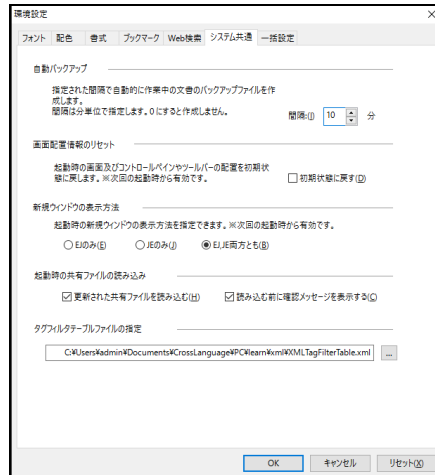 環境設定
フォント 配色 書式 ブックマーク Web検索 システム共通 一括設定
自動バックアップ
指定された間隔で自動的に作業中の文書のバックアップファイルを作
成します。
間隔は分単位で指定します。0にすると作成しません。
間隔:(I) 10 分
画面配置情報のリセット
起動時の画面及びコントロールペインやツールバーの配置を初期状
態に戻します。※次回の起動時から有効です。
初期状態に戻す(D)
新規ウィンドウの表示方法
起動時の新規ウィンドウの表示方法を指定できます。※次回の起動時から有効です。
EJのみ(E) JEのみ(J) EJ,JE両方とも(B)
起動時の共有ファイルの読み込み
更新された共有ファイルを読み込む(H) 読み込む前に確認メッセージを表示する(C)
タグフィルタテーブルファイルの指定
C:¥Users¥admin¥Documents¥CrossLanguage¥PC¥learn¥xml¥XMLTagFilterTable.xml ...
OK キャンセル リセット(X)